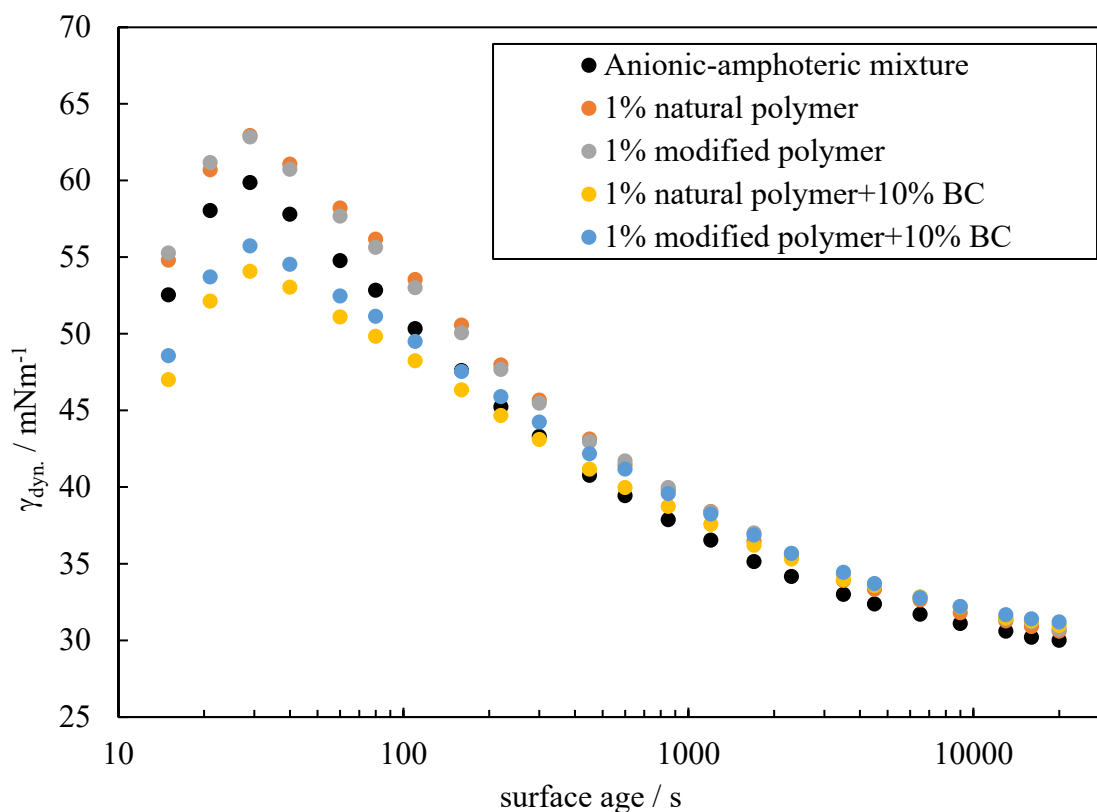 70
65
60
55
50
45
40
35
30
25
10
100
1000
10000
γdyn. / mNm-1
surface age / s
Anionic-amphoteric mixture
1% natural polymer
1% modified polymer
1% natural polymer+10% BC
1% modified polymer+10% BC